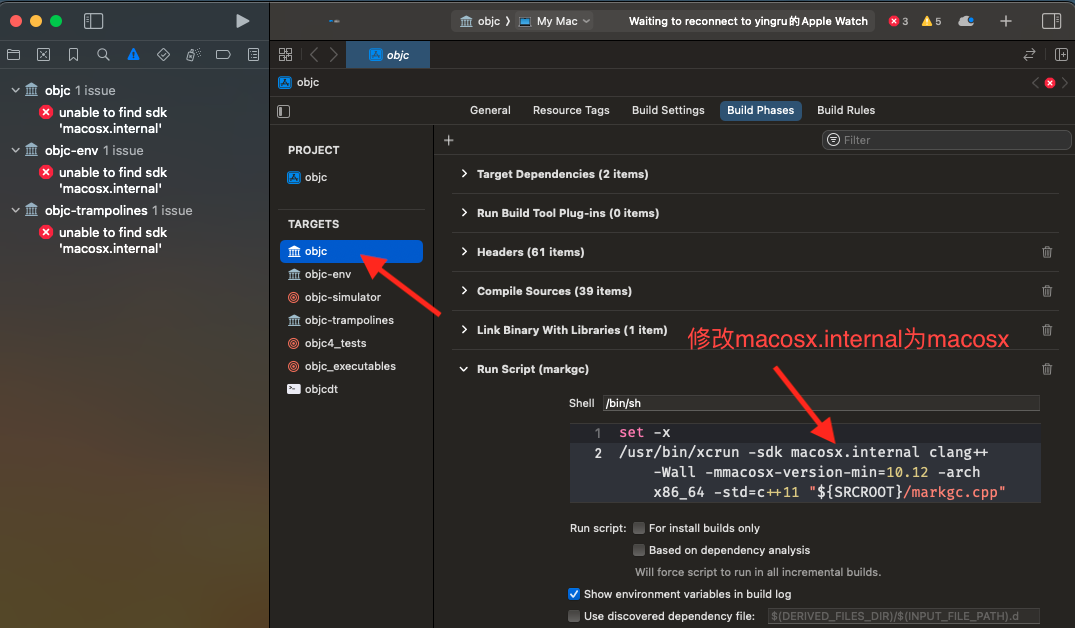 objc 〉 My Mac
Waiting to reconnect to yingru的Apple Watch
3
5
objc
objc
objc 1 issue
unable to find sdk
'macosx.internal'
objc-env 1 issue
unable to find sdk
'macosx.internal'
objc-trampolines 1 issue
unable to find sdk
'macosx.internal'
General
Resource Tags
Build Settings
Build Phases
Build Rules
PROJECT
objc
TARGETS
objc
objc-env
objc-simulator
objc-trampolines
objc4_tests
objc_executables
objcdt
Filter
Target Dependencies (2 items)
Run Build Tool Plug-ins (0 items)
Headers (61 items)
Compile Sources (39 items)
Link Binary With Libraries (1 item)
修改macosx.internal为macosx
Run Script (markgc)
Shell /bin/sh
1 set -x
2 /usr/bin/xcrun -sdk macosx.internal clang++
-Wall -mmacosx-version-min=10.12 -arch
x86_64 -std=c++11 "${SRCROOT}/markgc.cpp"
Run script: For install builds only
Based on dependency analysis
Will force script to run in all incremental builds.
Show environment variables in build log
Use discovered dependency file: $(DERIVED_FILES_DIR)/$(INPUT_FILE_PATH).d